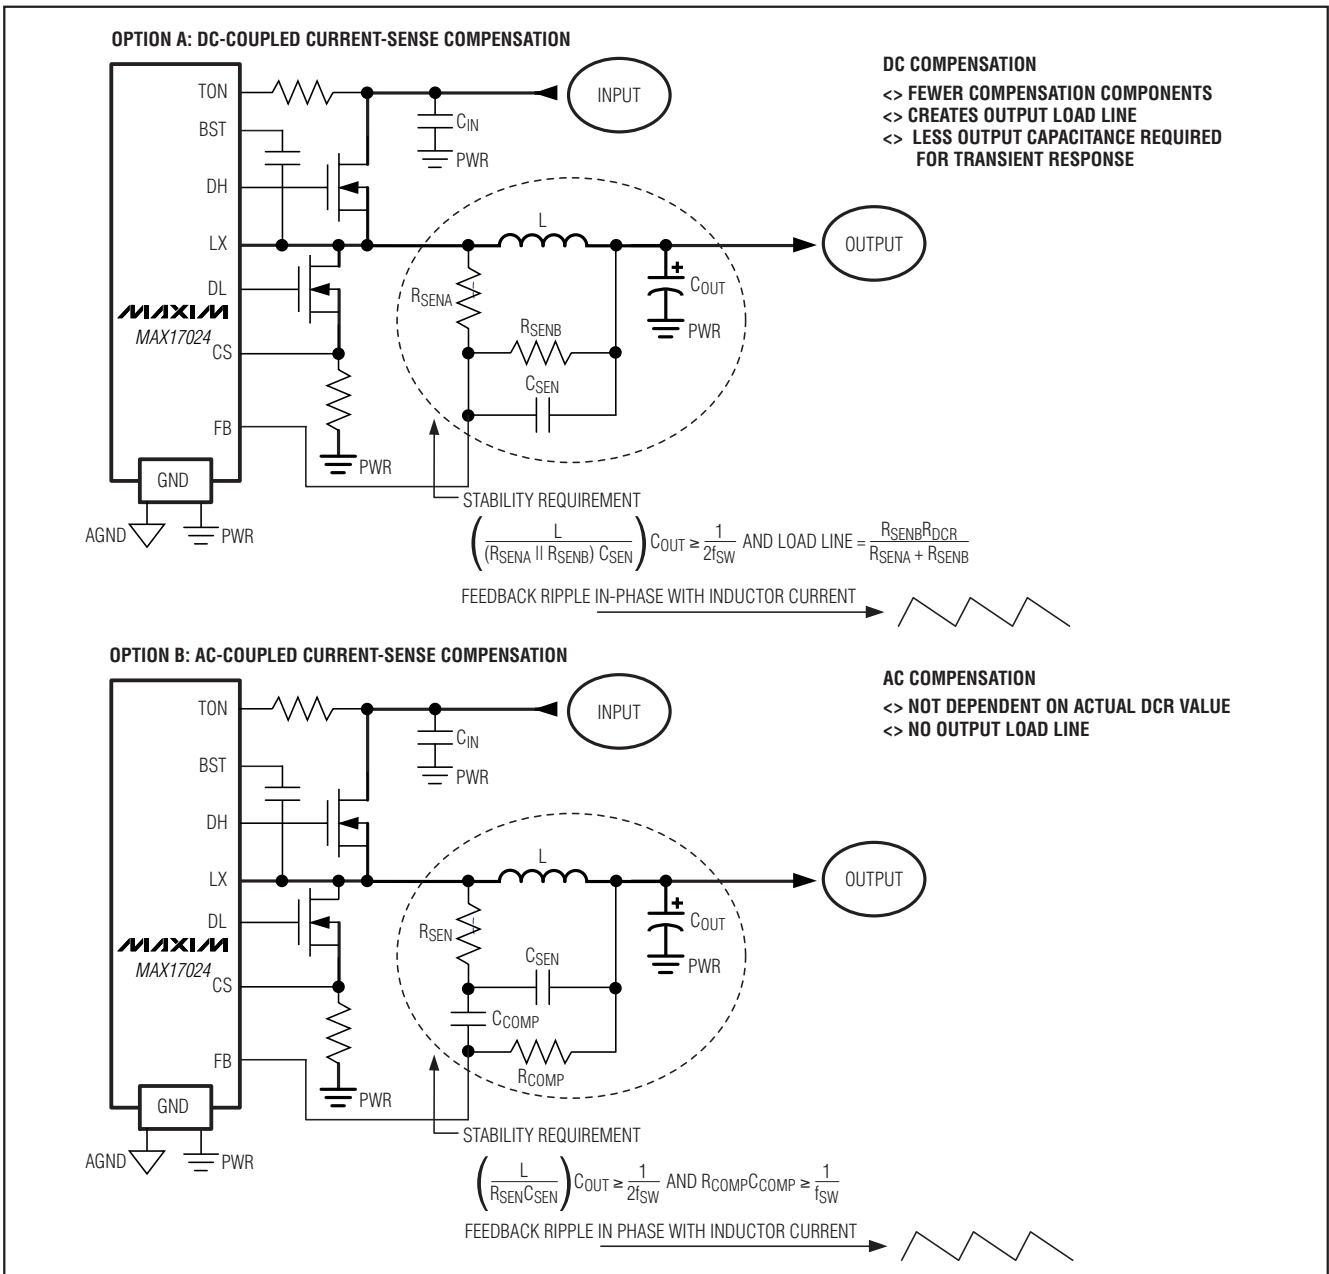 OPTION A: DC-COUPLED CURRENT-SENSE COMPENSATION
TON
BST
DH
LX
DL
MAXIM
MAX17024
CS
FB
GND
AGND
PWR
INPUT
CIN
PWR
L
OUTPUT
RSENA
RSENB
CSEN
COUT
PWR
PWR
DC COMPENSATION
<> FEWER COMPENSATION COMPONENTS
<> CREATES OUTPUT LOAD LINE
<> LESS OUTPUT CAPACITANCE REQUIRED
FOR TRANSIENT RESPONSE
STABILITY REQUIREMENT
(L / ((RSENA || RSENB) CSEN)) COUT ≥ 1 / 2fSW AND LOAD LINE = RSENBRDCR / (RSENA + RSENB)
FEEDBACK RIPPLE IN-PHASE WITH INDUCTOR CURRENT
OPTION B: AC-COUPLED CURRENT-SENSE COMPENSATION
TON
BST
DH
LX
DL
MAXIM
MAX17024
CS
FB
GND
AGND
PWR
INPUT
CIN
PWR
L
OUTPUT
RSEN
CSEN
CCOMP
RCOMP
COUT
PWR
PWR
AC COMPENSATION
<> NOT DEPENDENT ON ACTUAL DCR VALUE
<> NO OUTPUT LOAD LINE
STABILITY REQUIREMENT
(L / RSENCSEN) COUT ≥ 1 / 2fSW AND RCOMPCCOMP ≥ 1 / fSW
FEEDBACK RIPPLE IN PHASE WITH INDUCTOR CURRENT